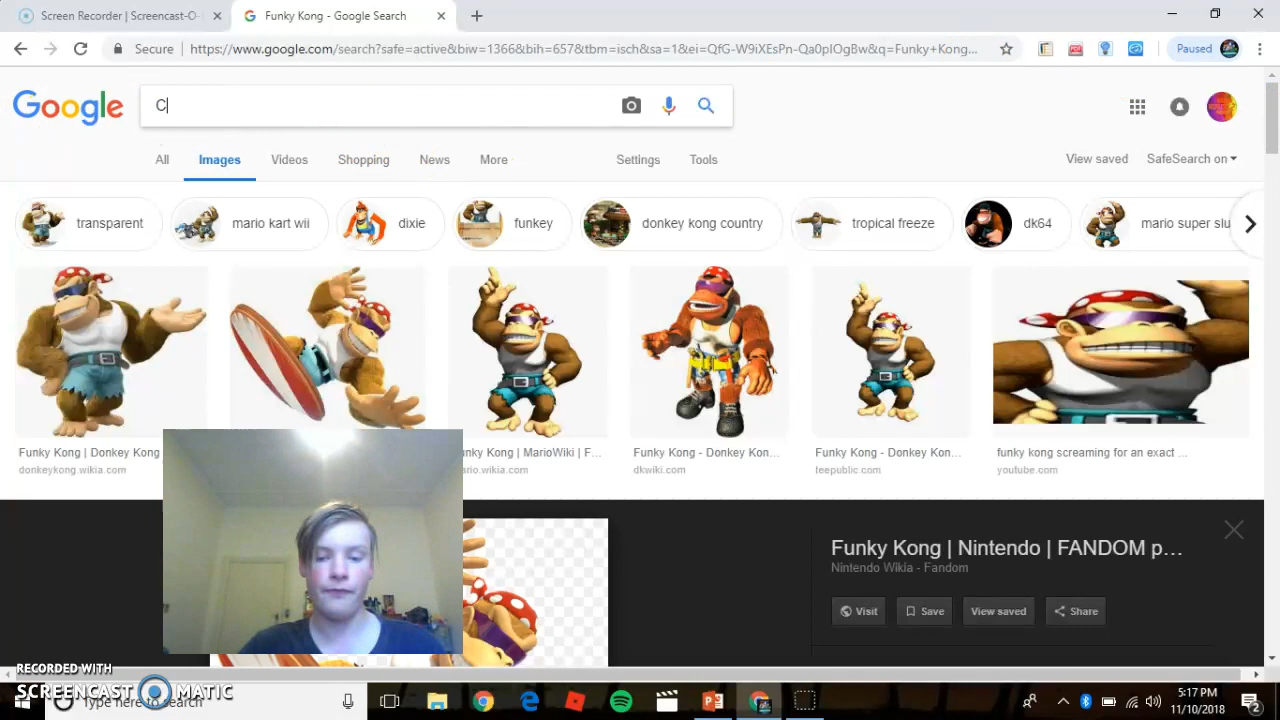 Screen Recorder | Screencast-O-
Funky Kong - Google Search
Secure
https://www.google.com/search?safe=active&biw=1366&bih=657&tbm=isch&sa=1&ei=QfG-W9iXEsPn-Qa0pIOgBw&q=Funky+Kong...
Paused
Google
C
All
Images
Videos
Shopping
News
More
Settings
Tools
View saved
SafeSearch on
transparent
mario kart wii
dixie
funkey
donkey kong country
tropical freeze
dk64
mario super slu
Funky Kong | Donkey Kong
unky Kong | MarioWiki | F...
Funky Kong - Donkey Kon...
Funky Kong - Donkey Kon...
funky kong screaming for an exact ...
donkeykong.wikia.com
ario.wikia.com
dkwiki.com
teepublic.com
youtube.com
Funky Kong | Nintendo | FANDOM p...
Nintendo Wikia - Fandom
Visit
Save
View saved
Share
RECORDED WITH
SCREENCAST MATIC
Type here to search
5:17 PM
11/10/2018
2